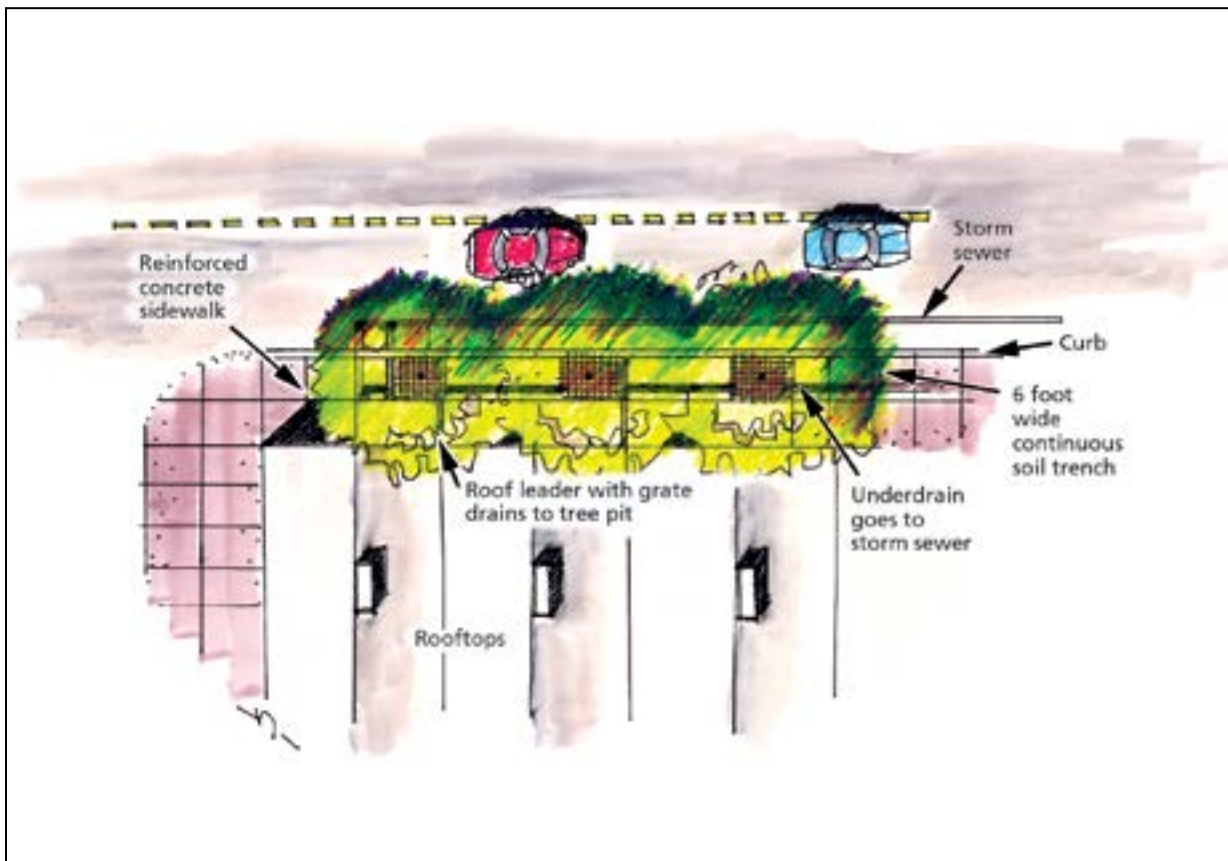 Reinforced
concrete
sidewalk
Storm
sewer
Curb
6 foot
wide
continuous
soil trench
Roof leader with grate
drains to tree pit
Underdrain
goes to
storm sewer
Rooftops